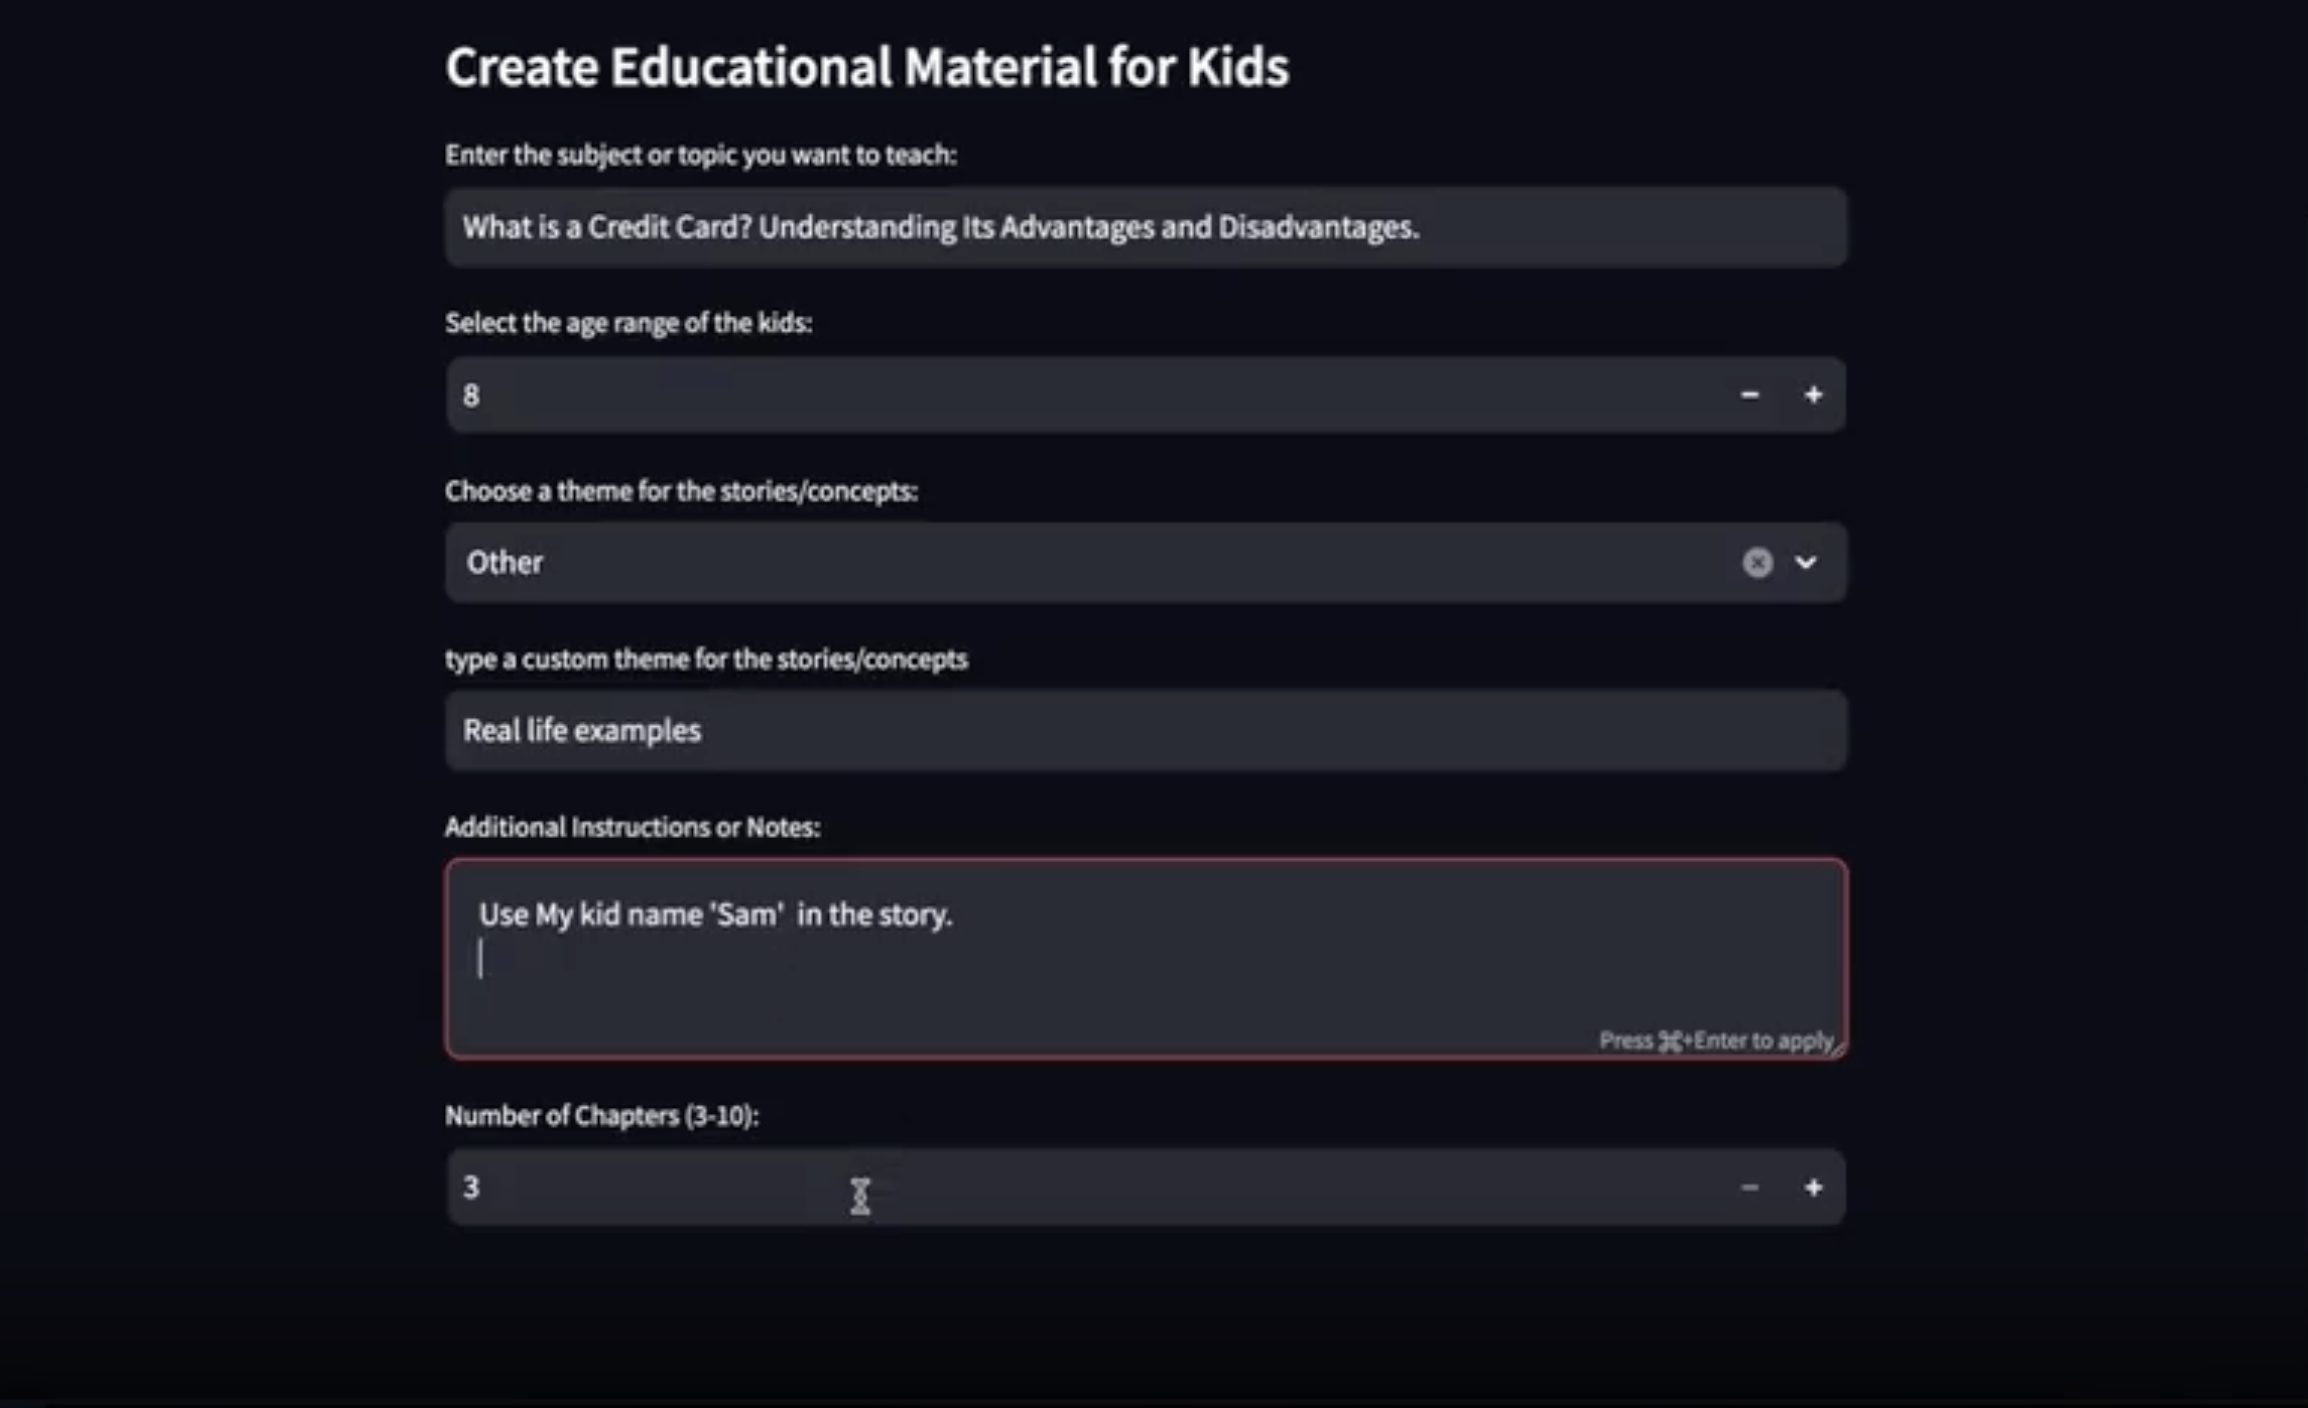 Create Educational Material for Kids
Enter the subject or topic you want to teach:
What is a Credit Card? Understanding Its Advantages and Disadvantages.
Select the age range of the kids:
8
Choose a theme for the stories/concepts:
Other
type a custom theme for the stories/concepts
Real life examples
Additional Instructions or Notes:
Use My kid name 'Sam'  in the story.
Press ⌘+Enter to apply
Number of Chapters (3-10):
3